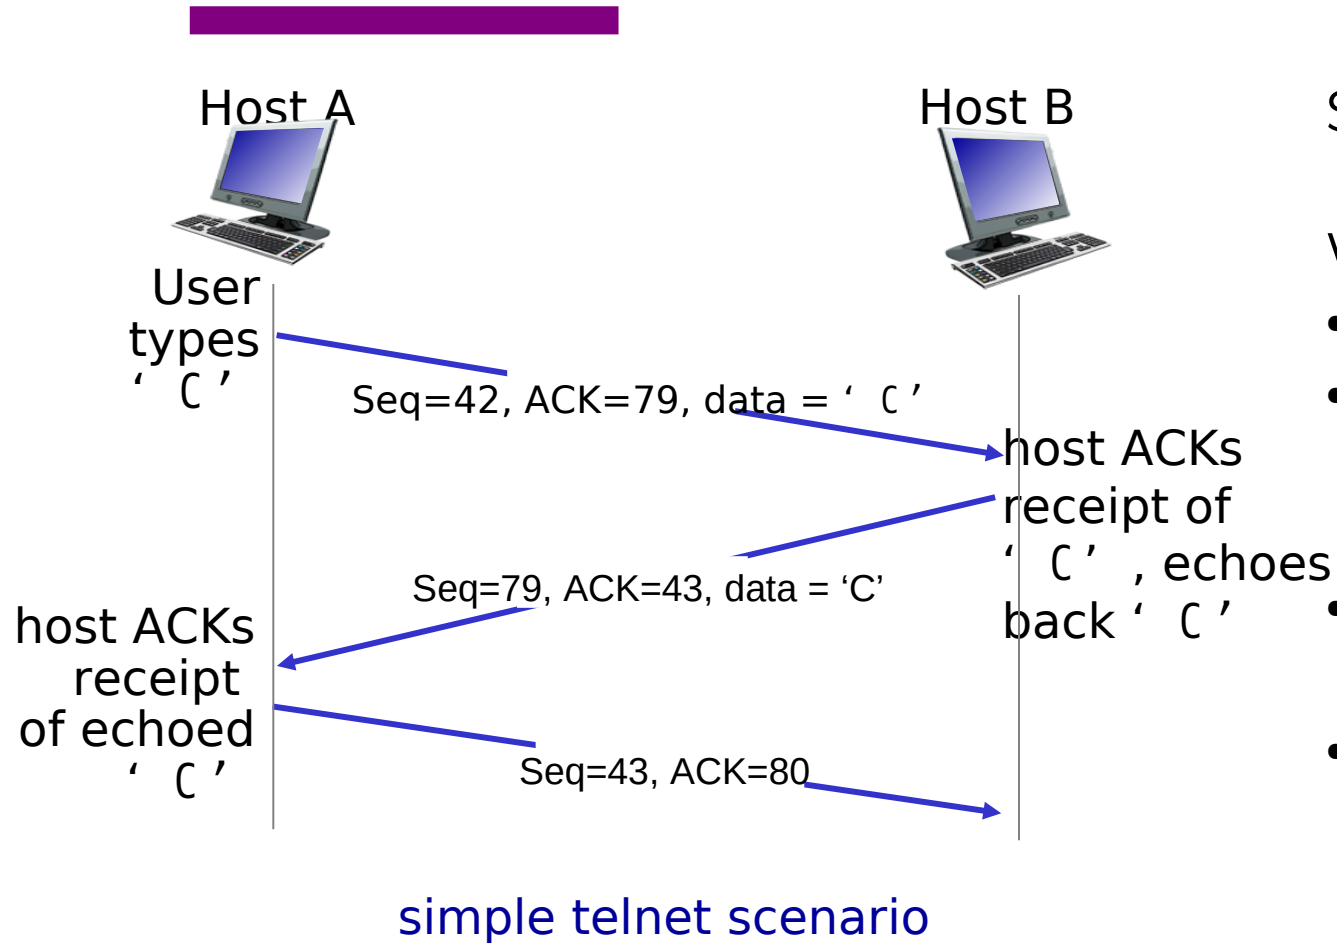 Host A
Host B
User
types
‘ C ’
Seq=42, ACK=79, data = ‘ C ’
host ACKs
receipt of
‘ C ’ , echoes
back ‘ C ’
Seq=79, ACK=43, data = ‘C’
host ACKs
receipt
of echoed
‘ C ’
Seq=43, ACK=80
simple telnet scenario